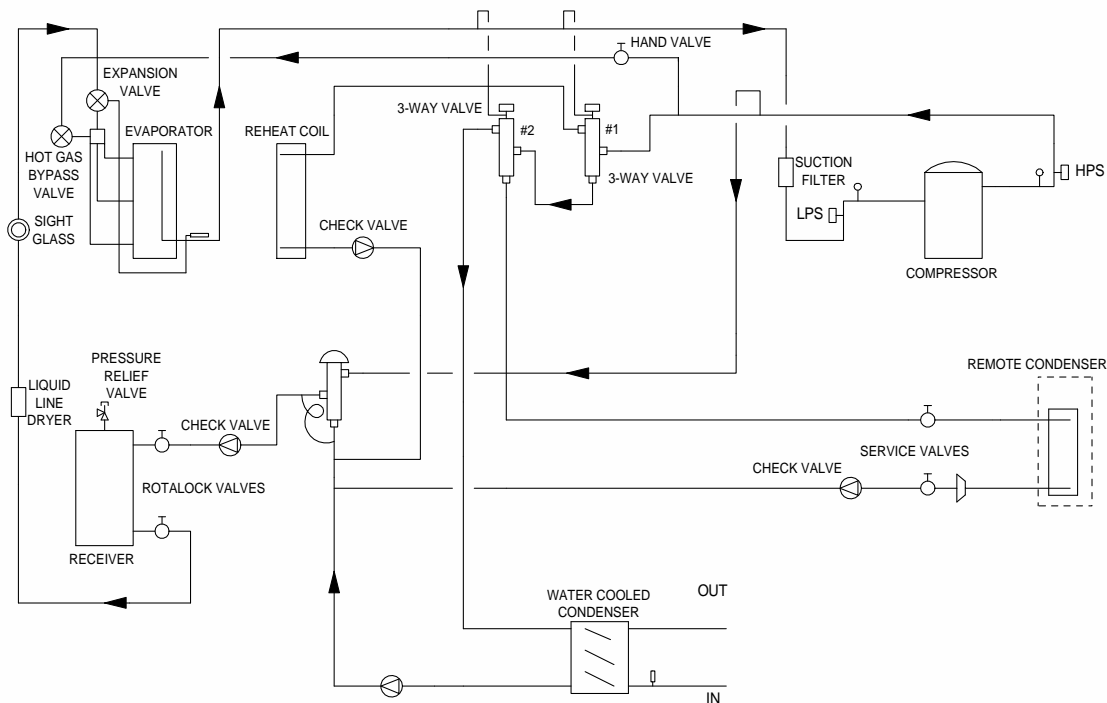 HAND VALVE
EXPANSION
VALVE
3-WAY VALVE
EVAPORATOR
REHEAT COIL
#2
#1
HOT GAS
BYPASS
VALVE
3-WAY VALVE
SUCTION
FILTER
HPS
LPS
SIGHT
GLASS
CHECK VALVE
COMPRESSOR
PRESSURE
RELIEF
VALVE
REMOTE CONDENSER
LIQUID
LINE
DRYER
CHECK VALVE
SERVICE VALVES
CHECK VALVE
ROTALOCK VALVES
RECEIVER
WATER COOLED
CONDENSER
OUT
IN